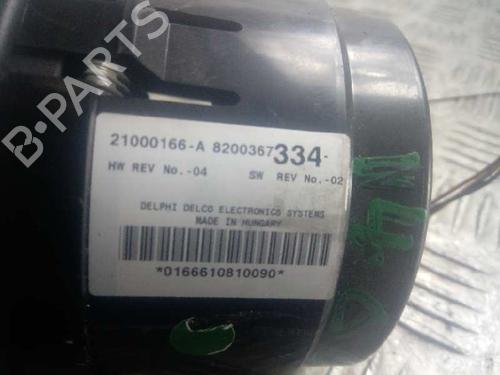 B-PARTS
21000166-A 8200367334-
HW REV No.-04 SW REV No.-02
DELPHI DELCO ELECTRONICS SYSTEMS
MADE IN HUNGARY
*0166610810090*